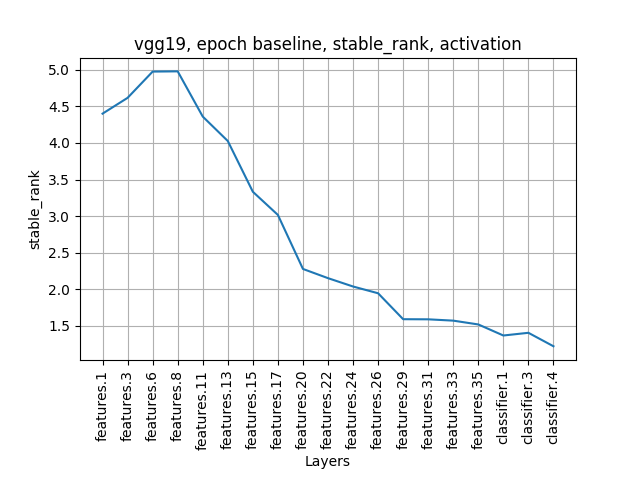 vgg19, epoch baseline, stable_rank, activation
5.0
4.5
4.0
3.5
3.0
2.5
2.0
1.5
stable_rank
features.1
features.3
features.6
features.8
features.11
features.13
features.15
features.17
features.20
features.22
features.24
features.26
features.29
features.31
features.33
features.35
classifier.1
classifier.3
classifier.4
Layers